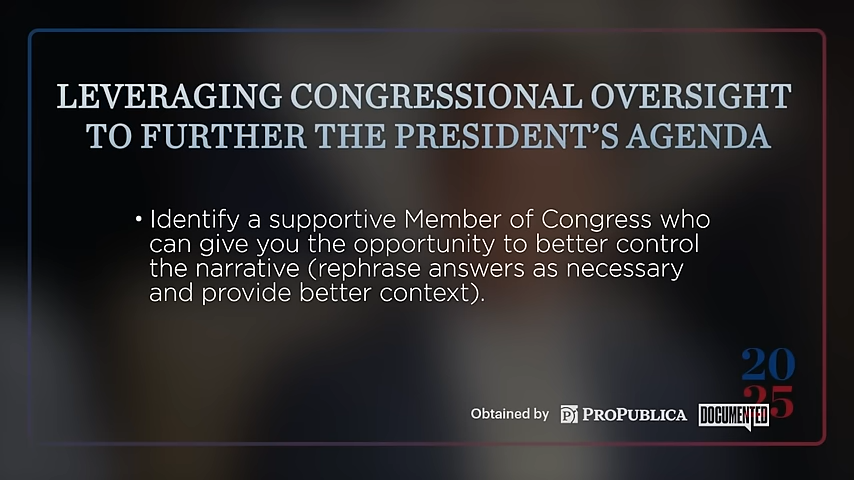 LEVERAGING CONGRESSIONAL OVERSIGHT
TO FURTHER THE PRESIDENT’S AGENDA
• Identify a supportive Member of Congress who
can give you the opportunity to better control
the narrative (rephrase answers as necessary
and provide better context).
20
25
Obtained by PROPUBLICA DOCUMENTED